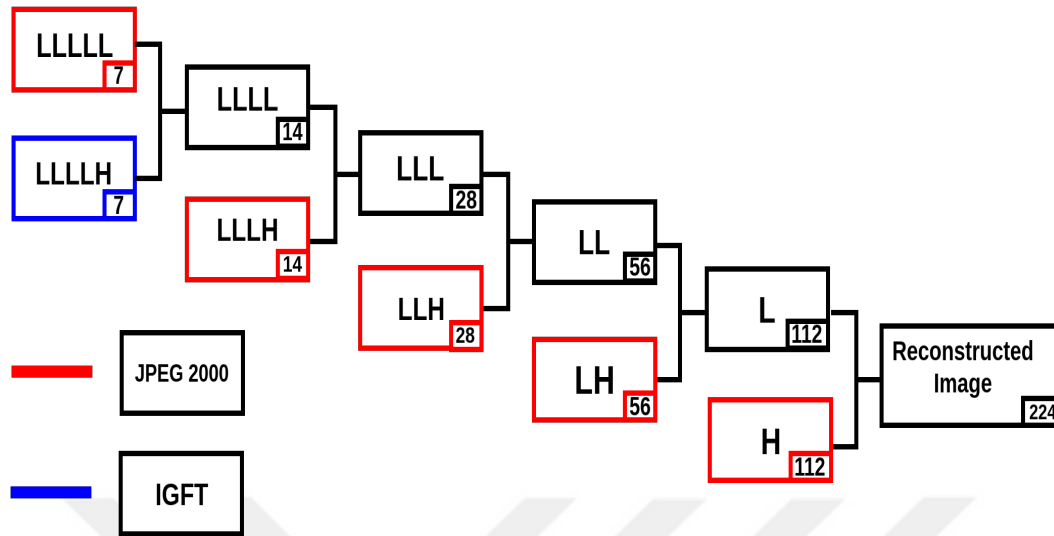 LLLLL
7
LLLLH
7
LLLL
14
LLLH
14
LLL
28
LLH
28
LL
56
LH
56
L
112
H
112
Reconstructed
Image
224
JPEG 2000
IGFT